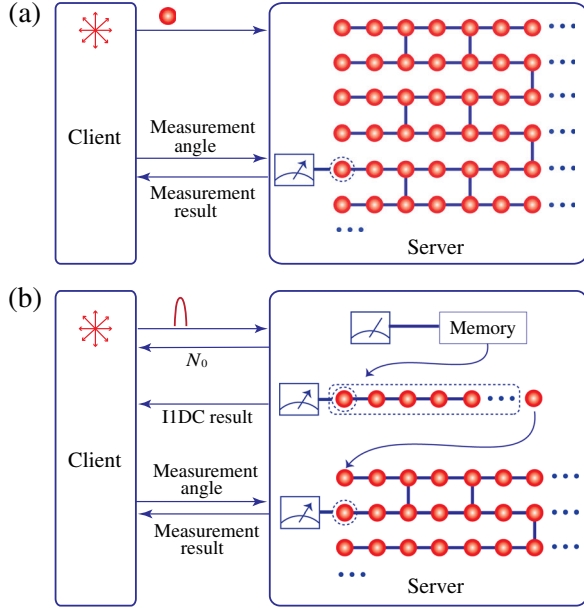 (a)
Client
Measurement
angle
Measurement
result
Server
(b)
Client
N₀
I1DC result
Measurement
angle
Measurement
result
Memory
Server